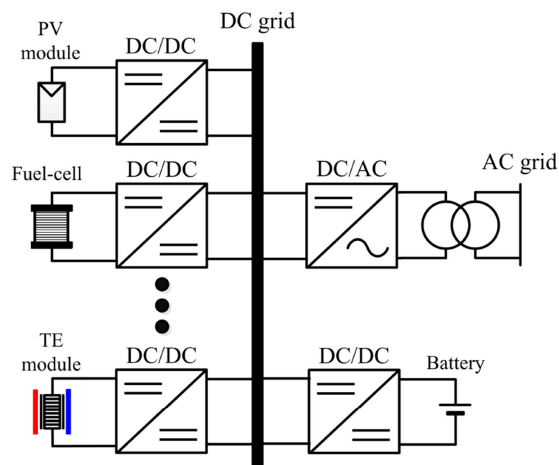 PV
module
DC/DC
DC grid
Fuel-cell
DC/DC
DC/AC
AC grid
TE
module
DC/DC
DC/DC
Battery